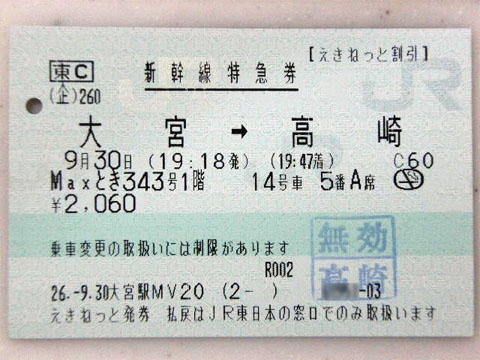 【えきねっと割引】
東C
新幹線特急券
(企)260
大宮 → 高崎
9月30日 (19:18発) (19:47着) C60
Maxとき343号1階 14号車 5番A席
¥2,060
乗車変更の取扱いには制限があります
無効
R002
高崎
26.-9.30大宮駅MV20 (2- ) -03
えきねっと発券 払戻はJR東日本の窓口でのみ取扱います